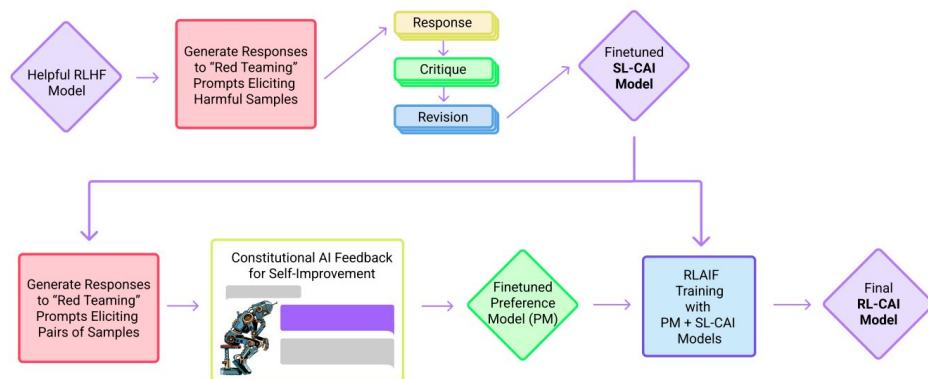 Helpful RLHF
Model
Generate Responses
to “Red Teaming”
Prompts Eliciting
Harmful Samples
Response
Critique
Revision
Finetuned
SL-CAI
Model
Generate Responses
to “Red Teaming”
Prompts Eliciting
Pairs of Samples
Constitutional AI Feedback
for Self-Improvement
Finetuned
Preference
Model (PM)
RLAIF
Training
with
PM + SL-CAI
Models
Final
RL-CAI
Model